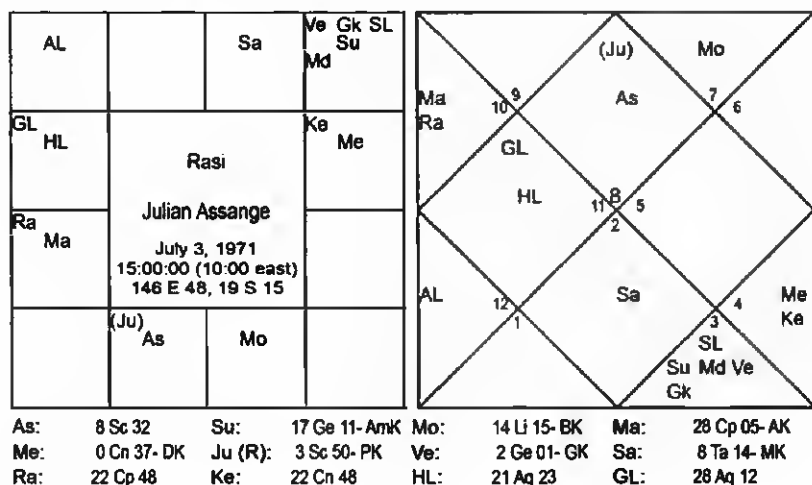 AL Sa Ve Gk SL
Su
Md
GL
HL
Ke
Me
Rasi
Julian Assange
July 3, 1971
15:00:00 (10:00 east)
146 E 48, 19 S 15
Ra
Ma
(Ju)
As
Mo
(Ju) Mo
Ma
Ra
9
10
As
7
6
GL
HL
8
11
5
2
AL
12
1
Sa
4
3
Me
Ke
SL
Su Md Ve
Gk
As: 8 Sc 32 Su: 17 Ge 11- AmK Mo: 14 Li 15- BK Ma: 28 Cp 05- AK
Me: 0 Cn 37- DK Ju (R): 3 Sc 50- PK Ve: 2 Ge 01- GK Sa: 8 Ta 14- MK
Ra: 22 Cp 48 Ke: 22 Cn 48 HL: 21 Aq 23 GL: 28 Aq 12